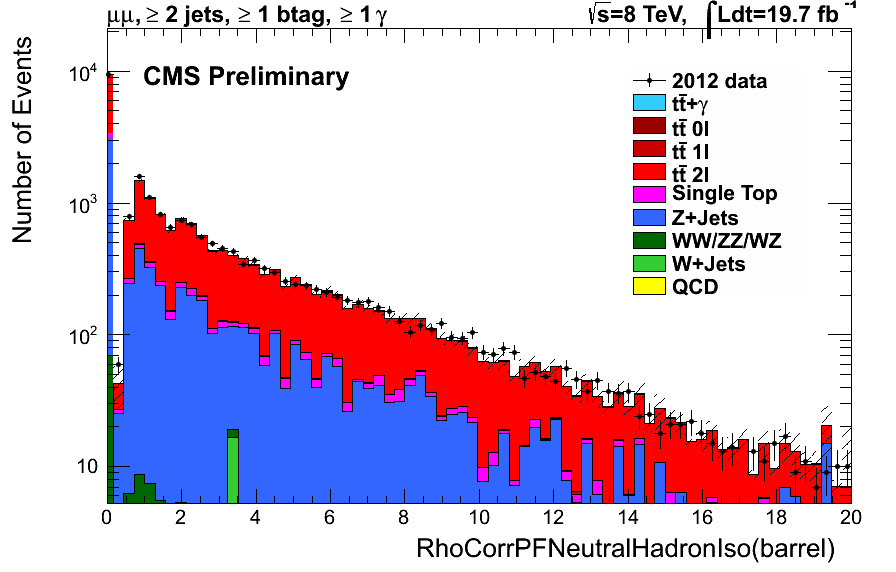 μμ, ≥ 2 jets, ≥ 1 btag, ≥ 1 γ √s=8 TeV, ∫Ldt=19.7 fb⁻¹
CMS Preliminary
Number of Events
10⁴
10³
10²
10
2012 data
tt̄+γ
tt̄ 0l
tt̄ 1l
tt̄ 2l
Single Top
Z+Jets
WW/ZZ/WZ
W+Jets
QCD
0 2 4 6 8 10 12 14 16 18 20
RhoCorrPFNeutralHadronIso(barrel)